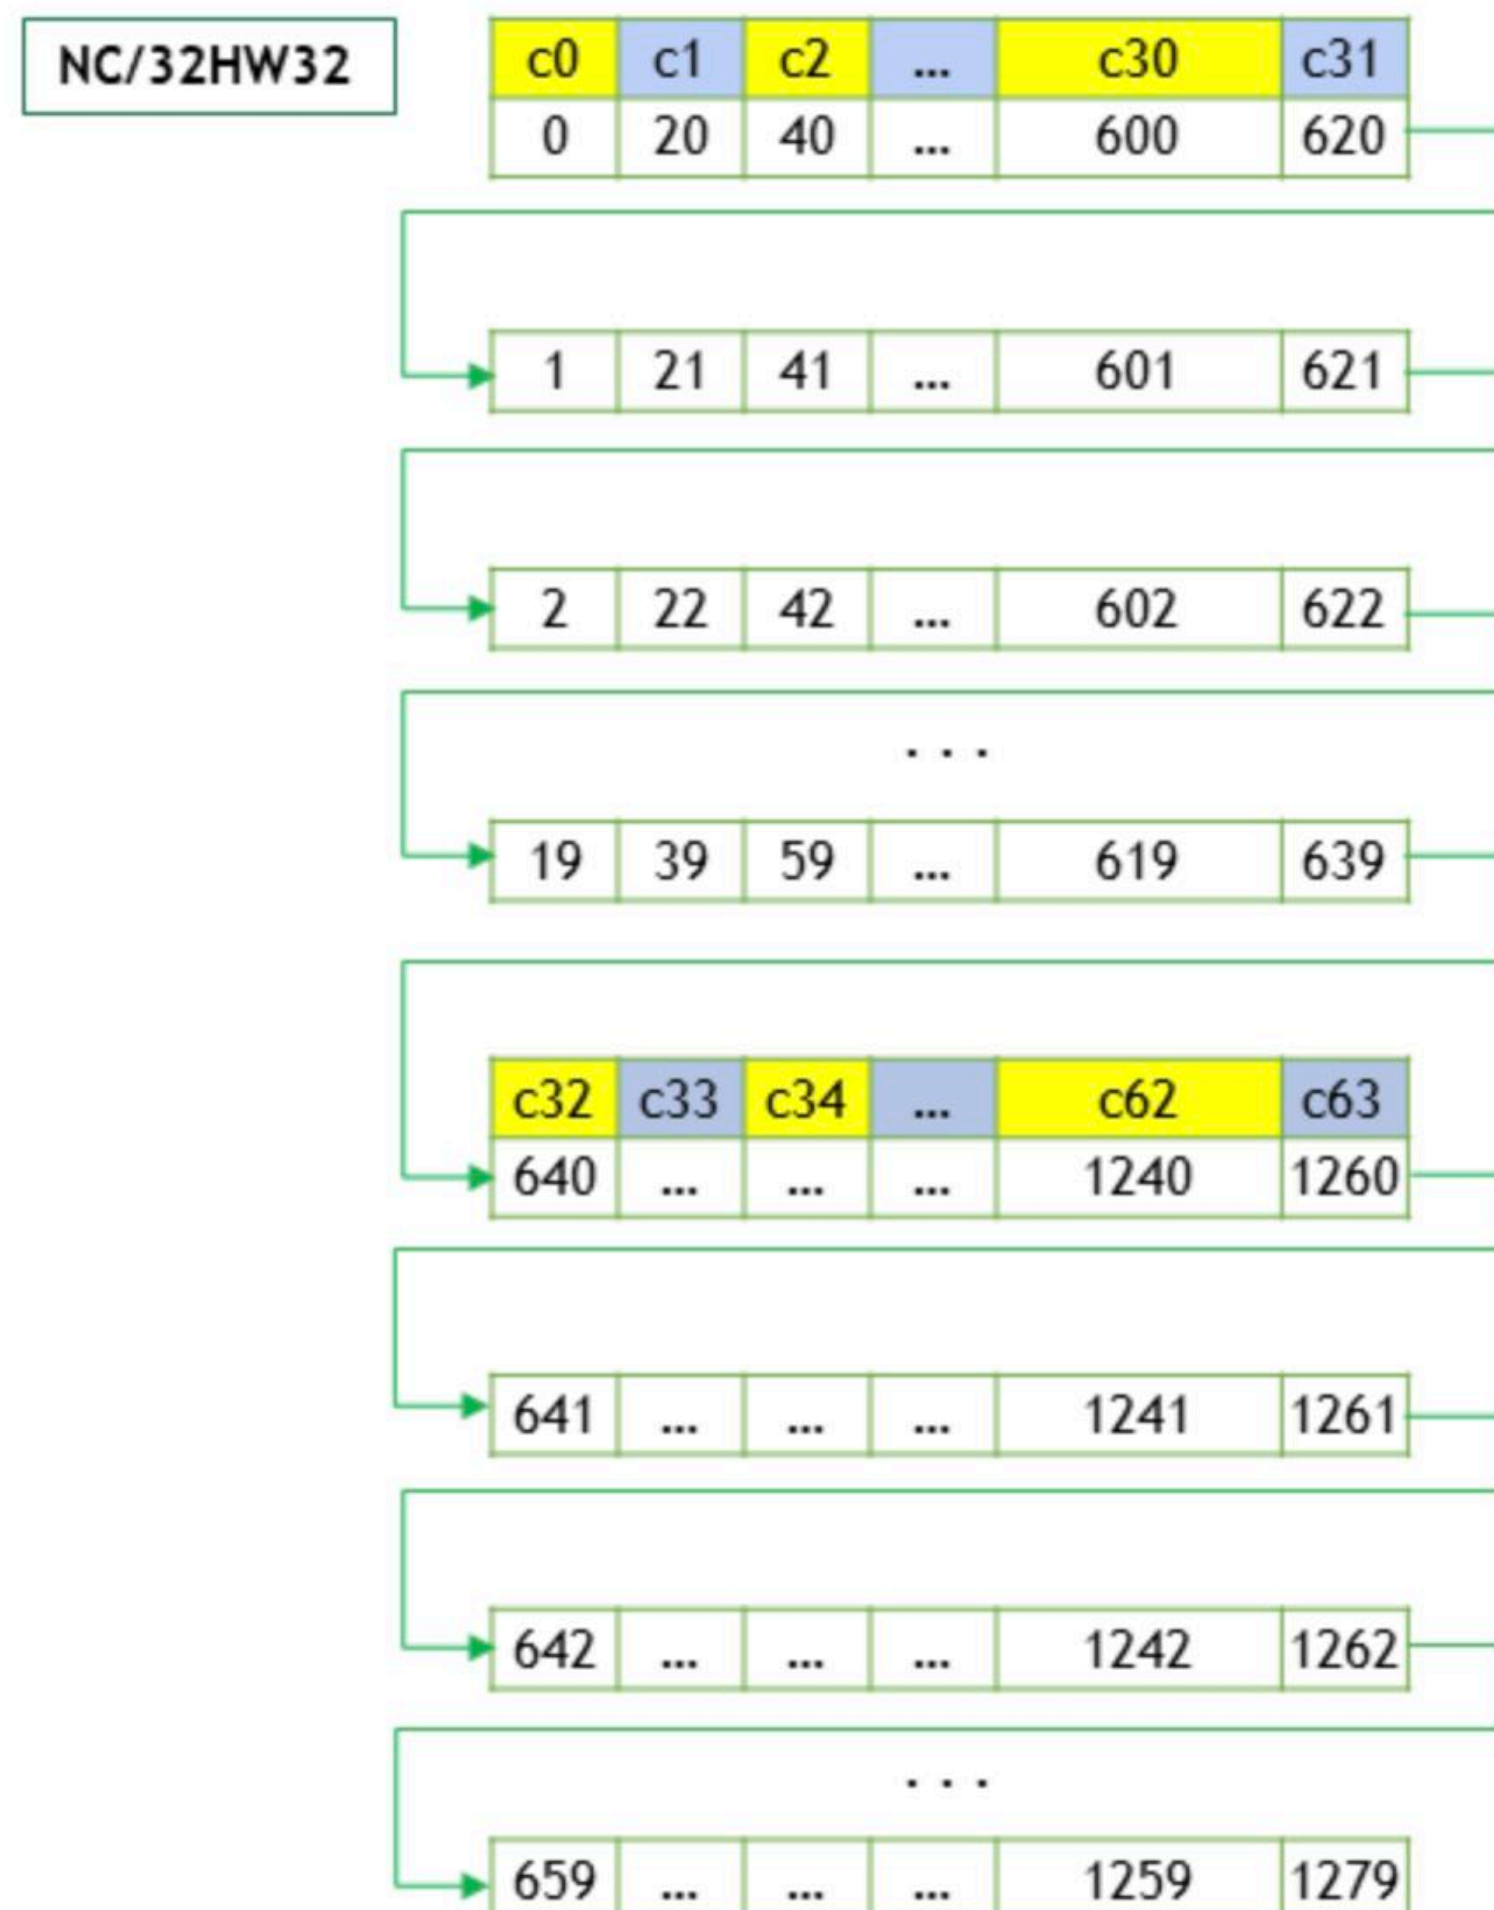 NC/32HW32
c0 c1 c2 ... c30 c31
0 20 40 ... 600 620
1 21 41 ... 601 621
2 22 42 ... 602 622
. . .
19 39 59 ... 619 639
c32 c33 c34 ... c62 c63
640 ... ... ... 1240 1260
641 ... ... ... 1241 1261
642 ... ... ... 1242 1262
. . .
659 ... ... ... 1259 1279